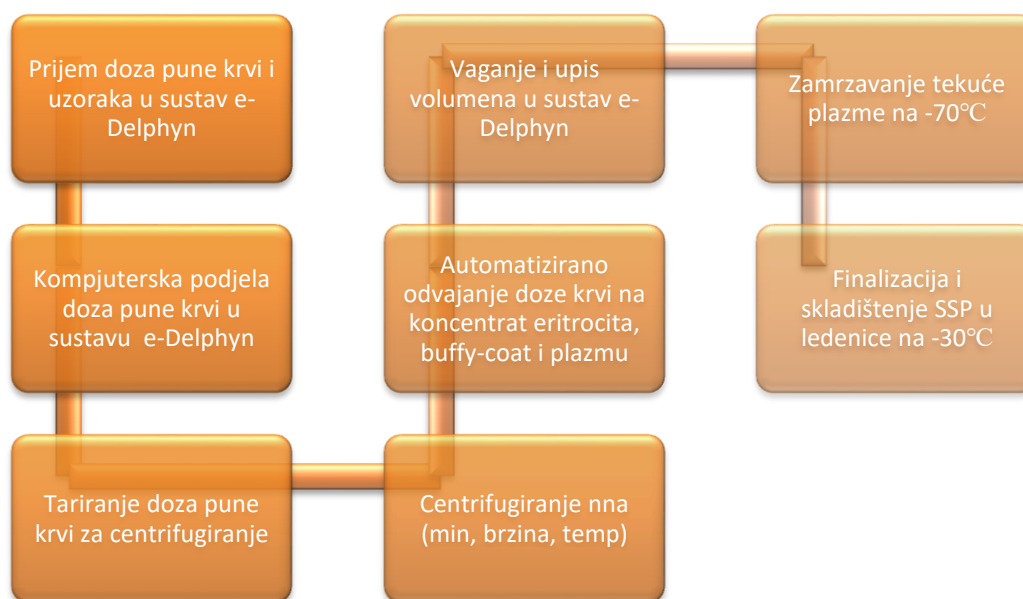 Prijem doza pune krvi i
uzoraka u sustav e-
Delphyn
Kompjuterska podjela
doza pune krvi u
sustavu  e-Delphyn
Tariranje doza pune
krvi za centrifugiranje
Centrifugiranje nna
(min, brzina, temp)
Automatizirano
odvajanje doze krvi na
koncentrat eritrocita,
buffy-coat i plazmu
Vaganje i upis
volumena u sustav e-
Delphyn
Zamrzavanje tekuće
plazme na -70℃
Finalizacija i
skladištenje SSP u
ledenice na -30℃